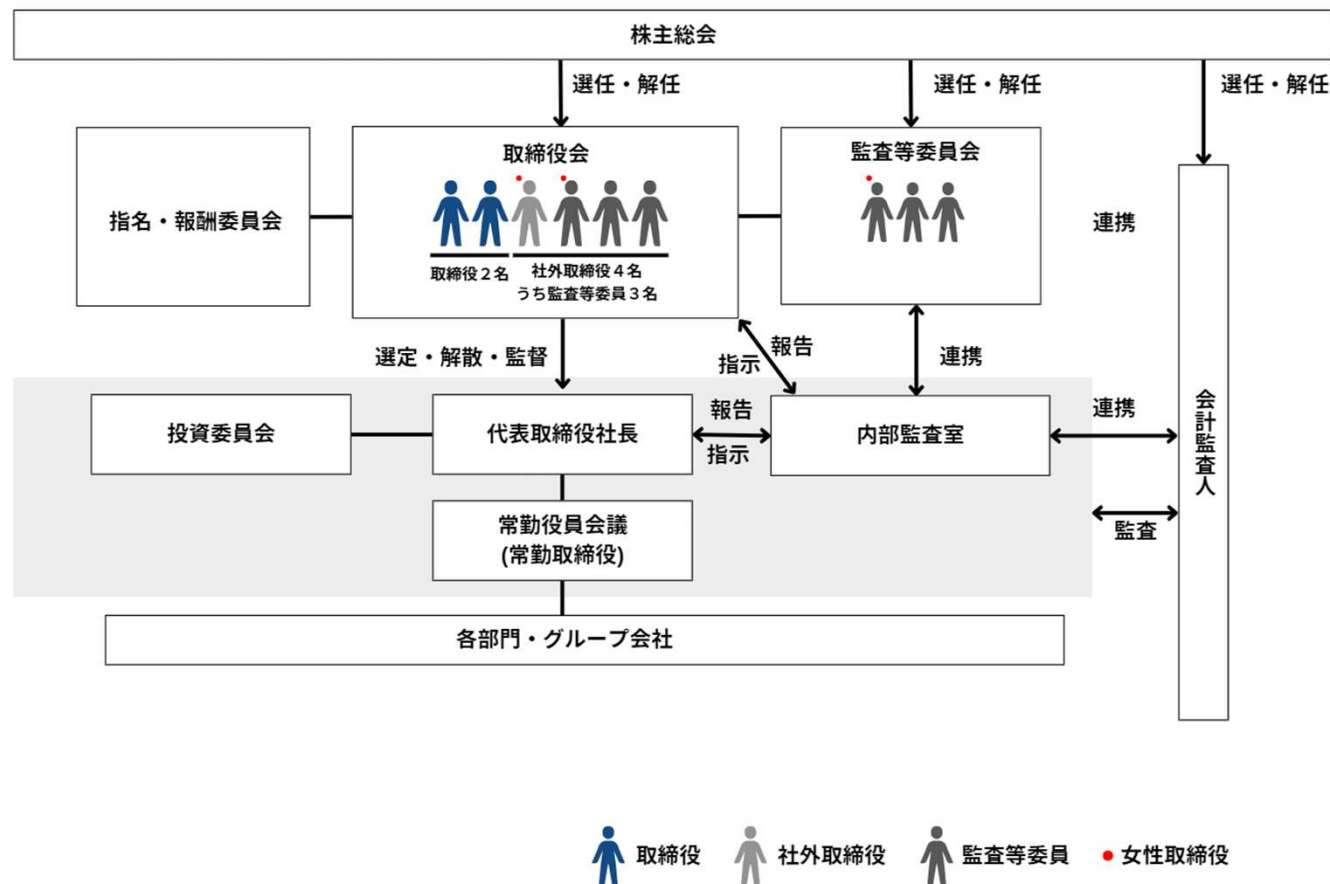 株主総会
選任・解任
選任・解任
選任・解任
指名・報酬委員会
取締役会
取締役２名
社外取締役４名
うち監査等委員３名
監査等委員会
連携
選定・解散・監督
報告
指示
連携
投資委員会
代表取締役社長
報告
指示
内部監査室
連携
会計監査人
常勤役員会議
(常勤取締役)
監査
各部門・グループ会社
取締役
社外取締役
監査等委員
女性取締役